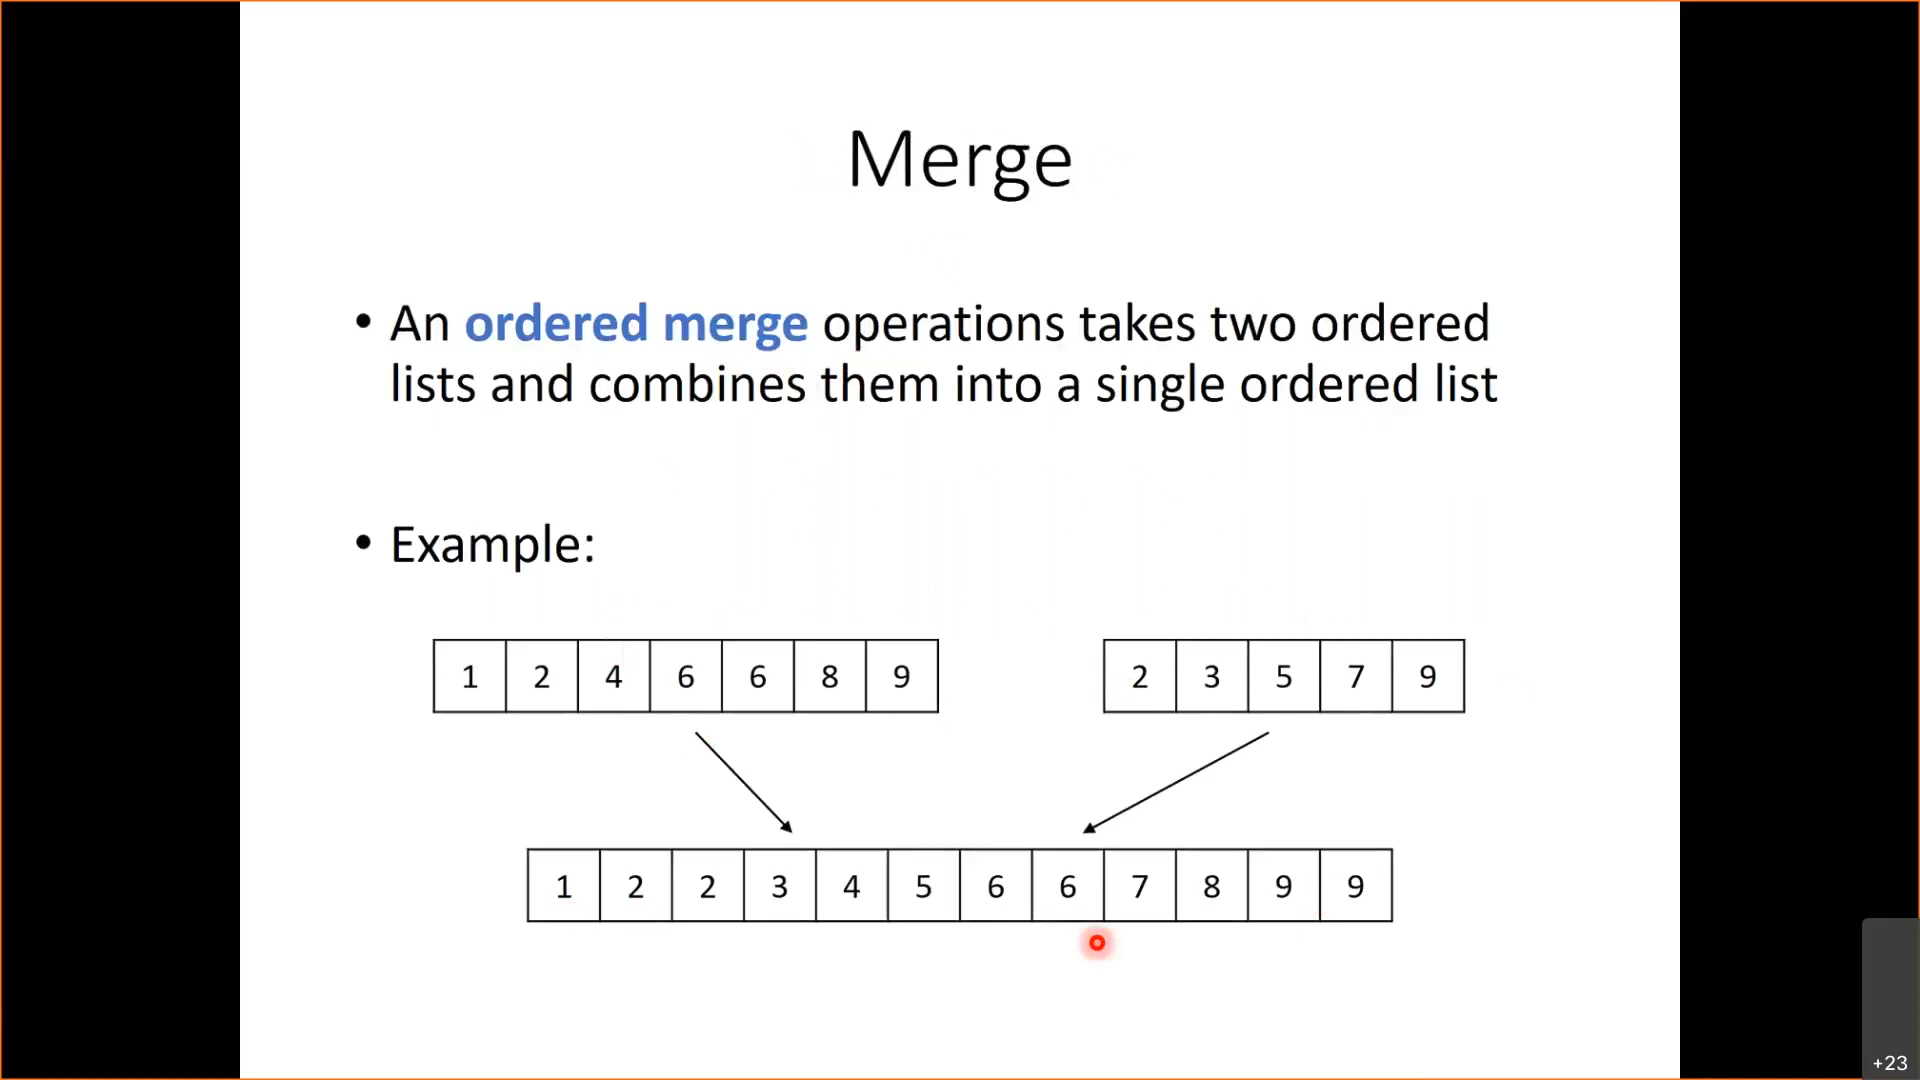 Merge
• An ordered merge operations takes two ordered
lists and combines them into a single ordered list
• Example:
1 2 4 6 6 8 9
2 3 5 7 9
1 2 2 3 4 5 6 6 7 8 9 9
+23